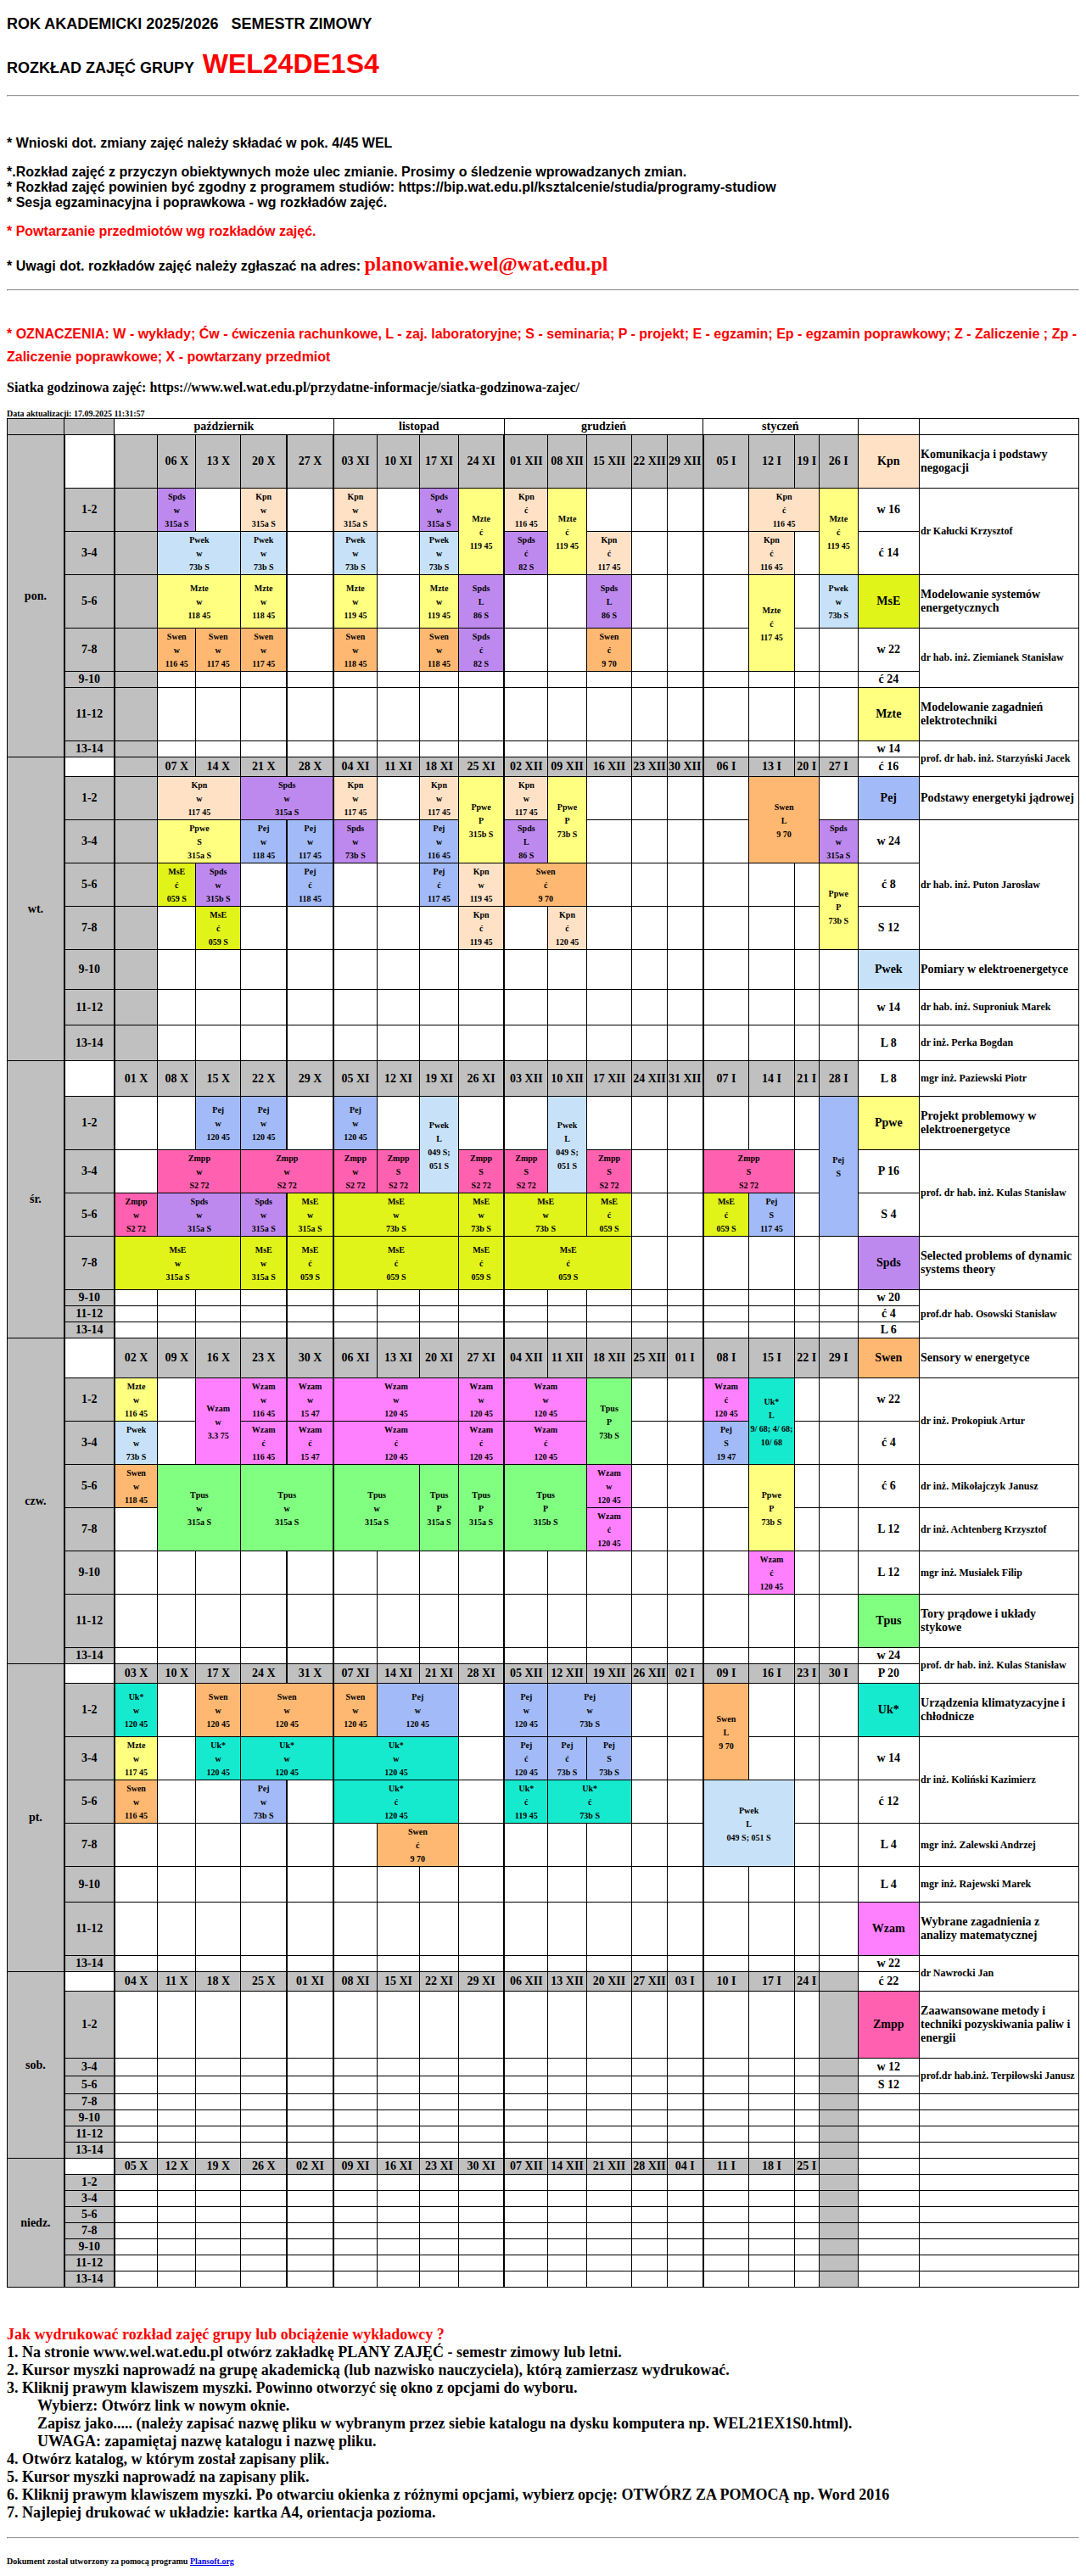 ROK AKADEMICKI 2025/2026 SEMESTR ZIMOWY
ROZKŁAD ZAJĘĆ GRUPY WEL24DE1S4
* Wnioski dot. zmiany zajęć należy składać w pok. 4/45 WEL
*.Rozkład zajęć z przyczyn obiektywnych może ulec zmianie. Prosimy o śledzenie wprowadzanych zmian.
* Rozkład zajęć powinien być zgodny z programem studiów: https://bip.wat.edu.pl/ksztalcenie/studia/programy-studiow
* Sesja egzaminacyjna i poprawkowa - wg rozkładów zajęć.
* Powtarzanie przedmiotów wg rozkładów zajęć.
* Uwagi dot. rozkładów zajęć należy zgłaszać na adres: planowanie.wel@wat.edu.pl
* OZNACZENIA: W - wykłady; Ćw - ćwiczenia rachunkowe, L - zaj. laboratoryjne; S - seminaria; P - projekt; E - egzamin; Ep - egzamin poprawkowy; Z - Zaliczenie ; Zp -
Zaliczenie poprawkowe; X - powtarzany przedmiot
Siatka godzinowa zajęć: https://www.wel.wat.edu.pl/przydatne-informacje/siatka-godzinowa-zajec/
Data aktualizacji: 17.09.2025 11:31:57
październik listopad grudzień styczeń
pon. 06 X 13 X 20 X 27 X 03 XI 10 XI 17 XI 24 XI 01 XII 08 XII 15 XII 22 XII 29 XII 05 I 12 I 19 I 26 I Kpn Komunikacja i podstawy negogacji
1-2 Spds w 315a S Kpn w 315a S Kpn w 315a S Spds w 315a S Mzte ć 119 45 Kpn ć 116 45 Mzte ć 119 45 Kpn ć 116 45 Mzte ć 119 45 w 16 dr Kałucki Krzysztof
3-4 Pwek w 73b S Pwek w 73b S Pwek w 73b S Pwek w 73b S Spds ć 82 S Kpn ć 117 45 Kpn ć 116 45 ć 14
5-6 Mzte w 118 45 Mzte w 118 45 Mzte w 119 45 Mzte w 119 45 Spds L 86 S Spds L 86 S Mzte ć 117 45 Pwek w 73b S MsE Modelowanie systemów energetycznych
7-8 Swen w 116 45 Swen w 117 45 Swen w 117 45 Swen w 118 45 Swen w 118 45 Spds ć 82 S Swen ć 9 70 w 22 dr hab. inż. Ziemianek Stanisław
9-10 ć 24
11-12 Mzte Modelowanie zagadnień elektrotechniki
13-14 w 14 prof. dr hab. inż. Starzyński Jacek
wt. 07 X 14 X 21 X 28 X 04 XI 11 XI 18 XI 25 XI 02 XII 09 XII 16 XII 23 XII 30 XII 06 I 13 I 20 I 27 I ć 16
1-2 Kpn w 117 45 Spds w 315a S Kpn w 117 45 Kpn w 117 45 Ppwe P 315b S Kpn w 117 45 Ppwe P 73b S Swen L 9 70 Pej Podstawy energetyki jądrowej
3-4 Ppwe S 315a S Pej w 118 45 Pej w 117 45 Spds w 73b S Pej w 116 45 Spds L 86 S Spds w 315a S w 24 dr hab. inż. Puton Jarosław
5-6 MsE ć 059 S Spds w 315b S Pej ć 118 45 Pej ć 117 45 Kpn w 119 45 Swen ć 9 70 Ppwe P 73b S ć 8
7-8 MsE ć 059 S Kpn ć 119 45 Kpn ć 120 45 S 12
9-10 Pwek Pomiary w elektroenergetyce
11-12 w 14 dr hab. inż. Suproniuk Marek
13-14 L 8 dr inż. Perka Bogdan
śr. 01 X 08 X 15 X 22 X 29 X 05 XI 12 XI 19 XI 26 XI 03 XII 10 XII 17 XII 24 XII 31 XII 07 I 14 I 21 I 28 I L 8 mgr inż. Paziewski Piotr
1-2 Pej w 120 45 Pej w 120 45 Pej w 120 45 Pwek L 049 S; 051 S Pwek L 049 S; 051 S Pej S Ppwe Projekt problemowy w elektroenergetyce
3-4 Zmpp w S2 72 Zmpp w S2 72 Zmpp w S2 72 Zmpp S S2 72 Zmpp S S2 72 Zmpp S S2 72 Zmpp S S2 72 Zmpp S S2 72 P 16 prof. dr hab. inż. Kulas Stanisław
5-6 Zmpp w S2 72 Spds w 315a S Spds w 315a S MsE w 315a S MsE w 73b S MsE w 73b S MsE w 73b S MsE ć 059 S MsE ć 059 S Pej S 117 45 S 4
7-8 MsE w 315a S MsE w 315a S MsE ć 059 S MsE ć 059 S MsE ć 059 S MsE ć 059 S Spds Selected problems of dynamic systems theory
9-10 w 20 prof.dr hab. Osowski Stanisław
11-12 ć 4
13-14 L 6
czw. 02 X 09 X 16 X 23 X 30 X 06 XI 13 XI 20 XI 27 XI 04 XII 11 XII 18 XII 25 XII 01 I 08 I 15 I 22 I 29 I Swen Sensory w energetyce
1-2 Mzte w 116 45 Wzam w 3.3 75 Wzam w 116 45 Wzam w 15 47 Wzam w 120 45 Wzam w 120 45 Wzam w 120 45 Tpus P 73b S Wzam ć 120 45 Uk* L 9/ 68; 4/ 68; 10/ 68 w 22 dr inż. Prokopiuk Artur
3-4 Pwek w 73b S Wzam ć 116 45 Wzam ć 15 47 Wzam ć 120 45 Wzam ć 120 45 Wzam ć 120 45 Pej S 19 47 ć 4
5-6 Swen w 118 45 Tpus w 315a S Tpus w 315a S Tpus w 315a S Tpus P 315a S Tpus P 315a S Tpus P 315b S Wzam w 120 45 Ppwe P 73b S ć 6 dr inż. Mikołajczyk Janusz
7-8 Wzam ć 120 45 L 12 dr inż. Achtenberg Krzysztof
9-10 Wzam ć 120 45 L 12 mgr inż. Musiałek Filip
11-12 Tpus Tory prądowe i układy stykowe
13-14 w 24 prof. dr hab. inż. Kulas Stanisław
pt. 03 X 10 X 17 X 24 X 31 X 07 XI 14 XI 21 XI 28 XI 05 XII 12 XII 19 XII 26 XII 02 I 09 I 16 I 23 I 30 I P 20
1-2 Uk* w 120 45 Swen w 120 45 Swen w 120 45 Swen w 120 45 Pej w 120 45 Pej w 120 45 Pej w 73b S Swen L 9 70 Uk* Urządzenia klimatyzacyjne i chłodnicze
3-4 Mzte w 117 45 Uk* w 120 45 Uk* w 120 45 Uk* w 120 45 Pej ć 120 45 Pej ć 73b S Pej S 73b S w 14 dr inż. Koliński Kazimierz
5-6 Swen w 116 45 Pej w 73b S Uk* ć 120 45 Uk* ć 119 45 Uk* ć 73b S Pwek L 049 S; 051 S ć 12
7-8 Swen ć 9 70 L 4 mgr inż. Zalewski Andrzej
9-10 L 4 mgr inż. Rajewski Marek
11-12 Wzam Wybrane zagadnienia z analizy matematycznej
13-14 w 22 dr Nawrocki Jan
sob. 04 X 11 X 18 X 25 X 01 XI 08 XI 15 XI 22 XI 29 XI 06 XII 13 XII 20 XII 27 XII 03 I 10 I 17 I 24 I ć 22
1-2 Zmpp Zaawansowane metody i techniki pozyskiwania paliw i energii
3-4 w 12 prof.dr hab.inż. Terpiłowski Janusz
5-6 S 12
7-8
9-10
11-12
13-14
niedz. 05 X 12 X 19 X 26 X 02 XI 09 XI 16 XI 23 XI 30 XI 07 XII 14 XII 21 XII 28 XII 04 I 11 I 18 I 25 I
1-2
3-4
5-6
7-8
9-10
11-12
13-14
Jak wydrukować rozkład zajęć grupy lub obciążenie wykładowcy ?
1. Na stronie www.wel.wat.edu.pl otwórz zakładkę PLANY ZAJĘĆ - semestr zimowy lub letni.
2. Kursor myszki naprowadź na grupę akademicką (lub nazwisko nauczyciela), którą zamierzasz wydrukować.
3. Kliknij prawym klawiszem myszki. Powinno otworzyć się okno z opcjami do wyboru.
Wybierz: Otwórz link w nowym oknie.
Zapisz jako..... (należy zapisać nazwę pliku w wybranym przez siebie katalogu na dysku komputera np. WEL21EX1S0.html).
UWAGA: zapamiętaj nazwę katalogu i nazwę pliku.
4. Otwórz katalog, w którym został zapisany plik.
5. Kursor myszki naprowadź na zapisany plik.
6. Kliknij prawym klawiszem myszki. Po otwarciu okienka z różnymi opcjami, wybierz opcję: OTWÓRZ ZA POMOCĄ np. Word 2016
7. Najlepiej drukować w układzie: kartka A4, orientacja pozioma.
Dokument został utworzony za pomocą programu Plansoft.org